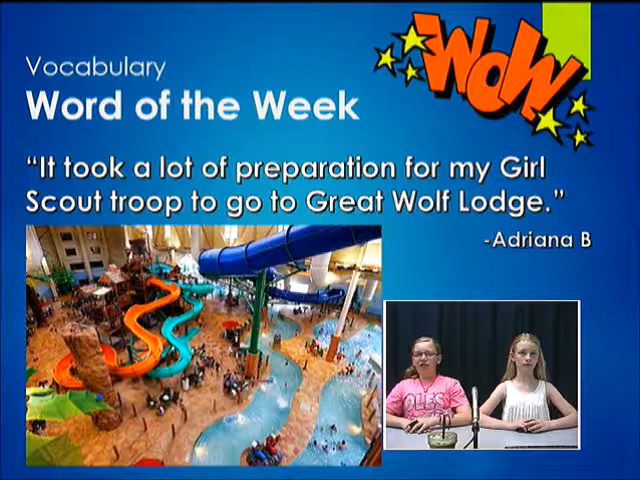 Vocabulary
Word of the Week
WOW
“It took a lot of preparation for my Girl
Scout troop to go to Great Wolf Lodge.”
-Adriana B